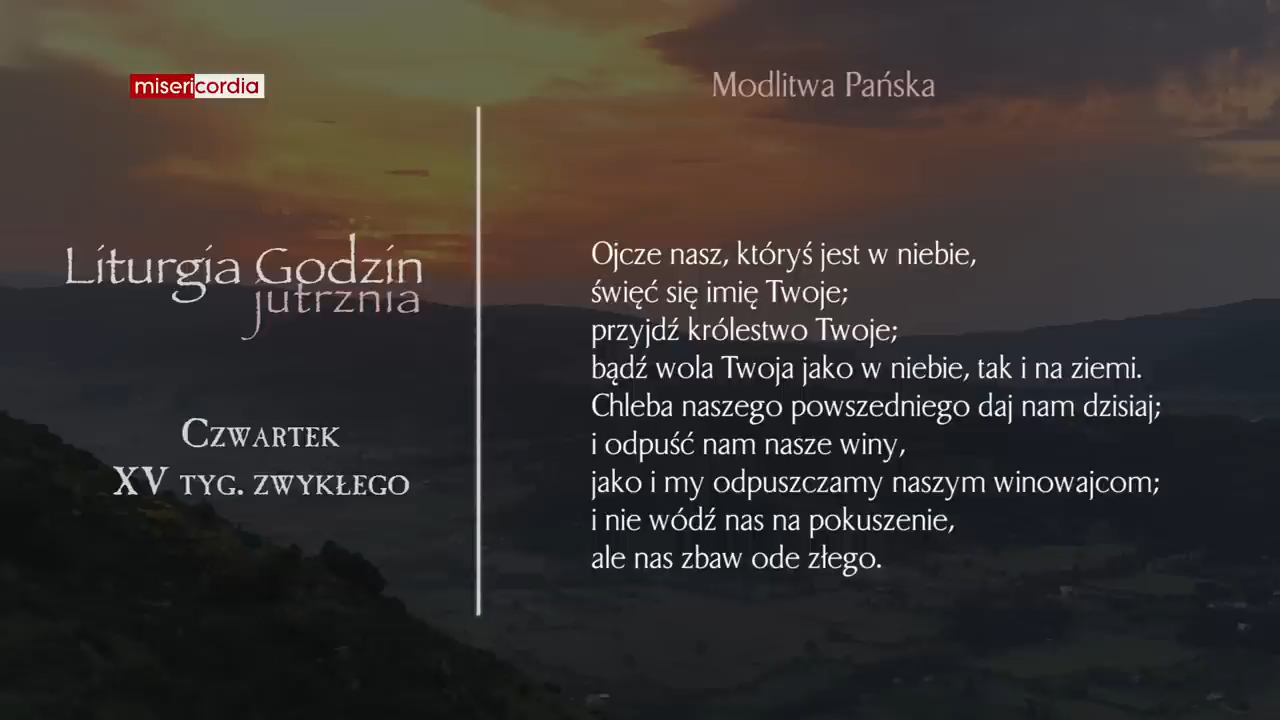 misericordia
Liturgia Godzin
jutrznia
Czwartek
XV tyg. zwykłego
Modlitwa Pańska
Ojcze nasz, któryś jest w niebie,
święć się imię Twoje;
przyjdź królestwo Twoje;
bądź wola Twoja jako w niebie, tak i na ziemi.
Chleba naszego powszedniego daj nam dzisiaj;
i odpuść nam nasze winy,
jako i my odpuszczamy naszym winowajcom;
i nie wódź nas na pokuszenie,
ale nas zbaw ode złego.